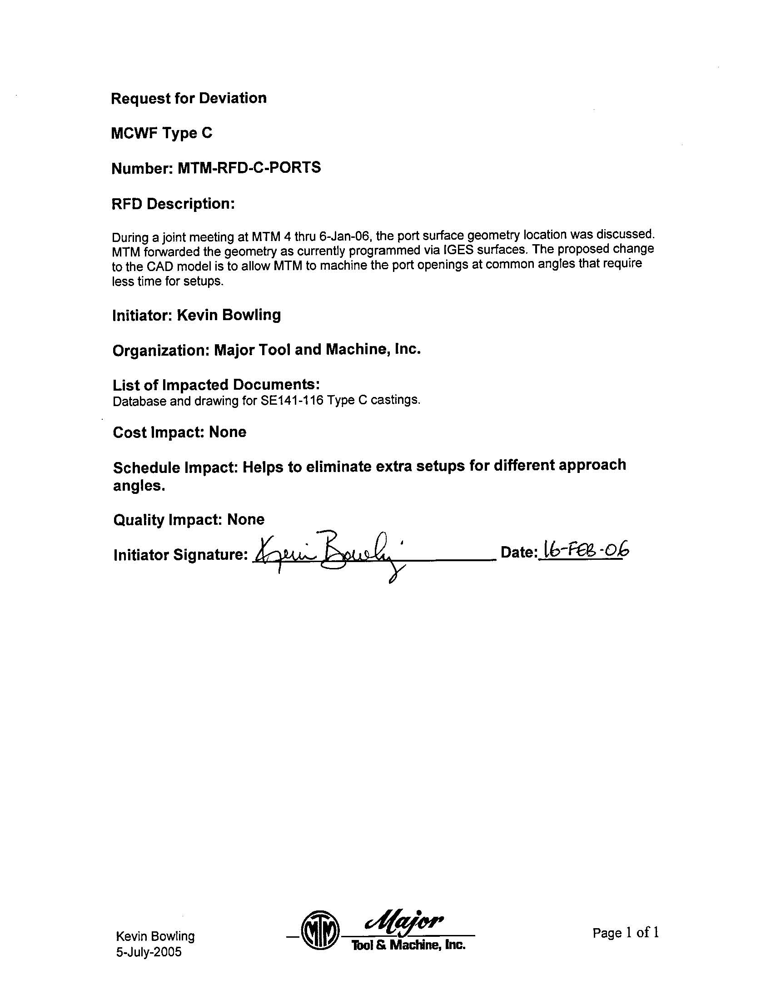 Request for Deviation
MCWF Type C
Number: MTM-RFD-C-PORTS
RFD Description:
During a joint meeting at MTM 4 thru 6-Jan-06, the port surface geometry location was discussed.
MTM forwarded the geometry as currently programmed via IGES surfaces. The proposed change
to the CAD model is to allow MTM to machine the port openings at common angles that require
less time for setups.
Initiator: Kevin Bowling
Organization: Major Tool and Machine, Inc.
List of Impacted Documents:
Database and drawing for SE141-116 Type C castings.
Cost Impact: None
Schedule Impact: Helps to eliminate extra setups for different approach
angles.
Quality Impact: None
Initiator Signature: Kevin Bowling Date: 16-FEB-06
Kevin Bowling
5-July-2005
MTM
Major
Tool & Machine, Inc.
Page 1 of 1